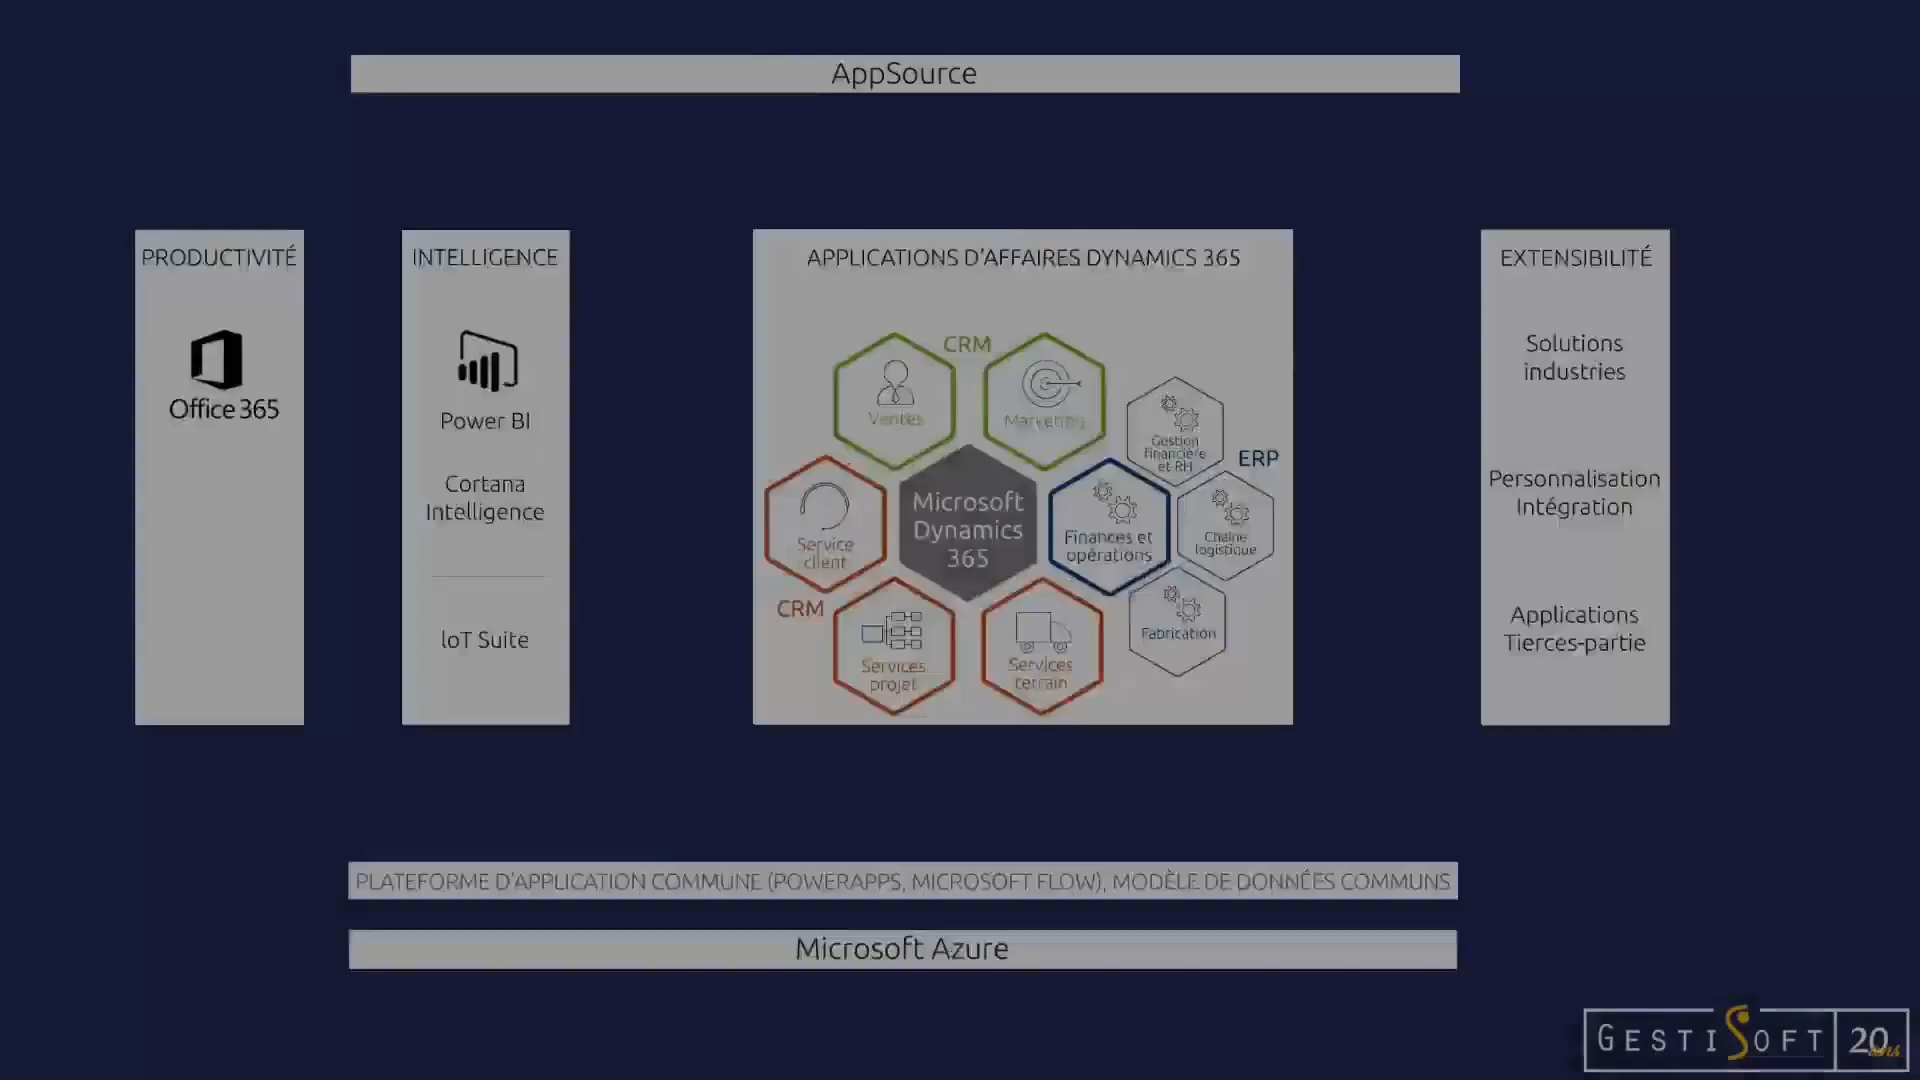 AppSource
PRODUCTIVITÉ
Office 365
INTELLIGENCE
Power BI
Cortana
Intelligence
IoT Suite
APPLICATIONS D'AFFAIRES DYNAMICS 365
CRM
Ventes
Marketing
Gestion
financière
et RH
ERP
Service
client
Microsoft
Dynamics
365
Finances et
opérations
Chaîne
logistique
CRM
Services
projet
Services
terrain
Fabrication
EXTENSIBILITÉ
Solutions
industries
Personnalisation
Intégration
Applications
Tierces-partie
PLATEFORME D'APPLICATION COMMUNE (POWERAPPS, MICROSOFT FLOW), MODÈLE DE DONNÉES COMMUNS
Microsoft Azure
GESTISOFT 20 ans